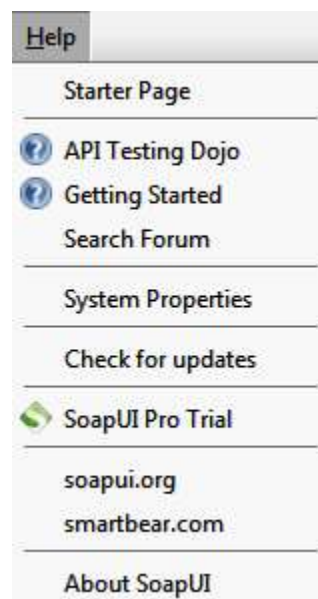 Help
Starter Page
API Testing Dojo
Getting Started
Search Forum
System Properties
Check for updates
SoapUI Pro Trial
soapui.org
smartbear.com
About SoapUI